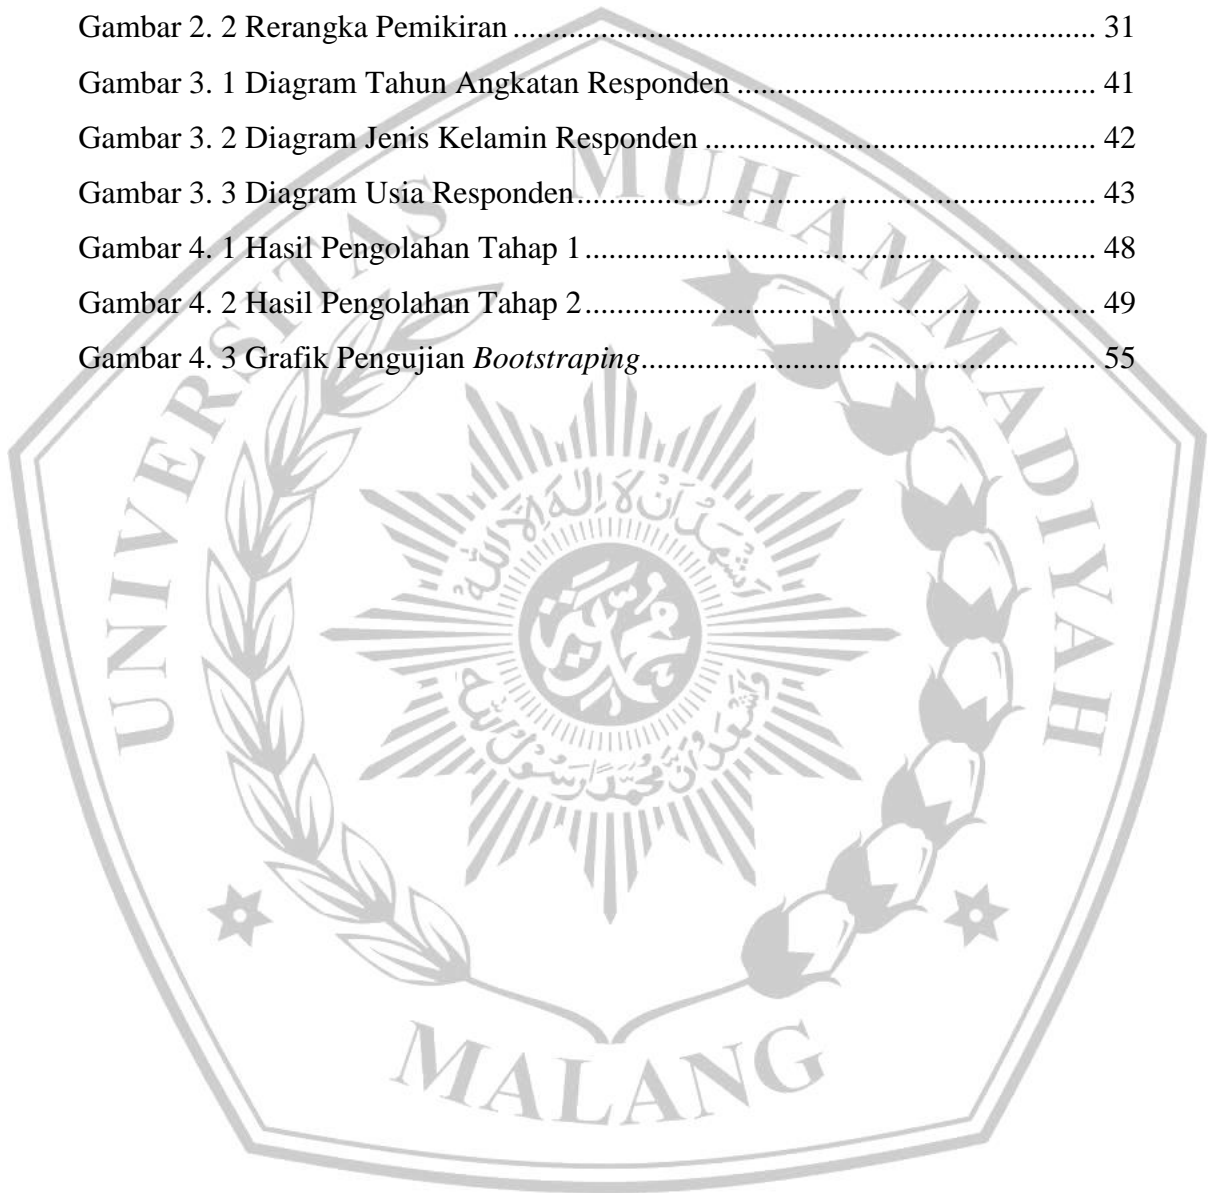 Gambar 2. 2 Rerangka Pemikiran ........................................................................ 31
Gambar 3. 1 Diagram Tahun Angkatan Responden ............................................ 41
Gambar 3. 2 Diagram Jenis Kelamin Responden ................................................ 42
Gambar 3. 3 Diagram Usia Responden ................................................................ 43
Gambar 4. 1 Hasil Pengolahan Tahap 1 ............................................................... 48
Gambar 4. 2 Hasil Pengolahan Tahap 2 ............................................................... 49
Gambar 4. 3 Grafik Pengujian Bootstraping ........................................................ 55
UNIVERSITAS MUHAMMADIYAH
MALANG